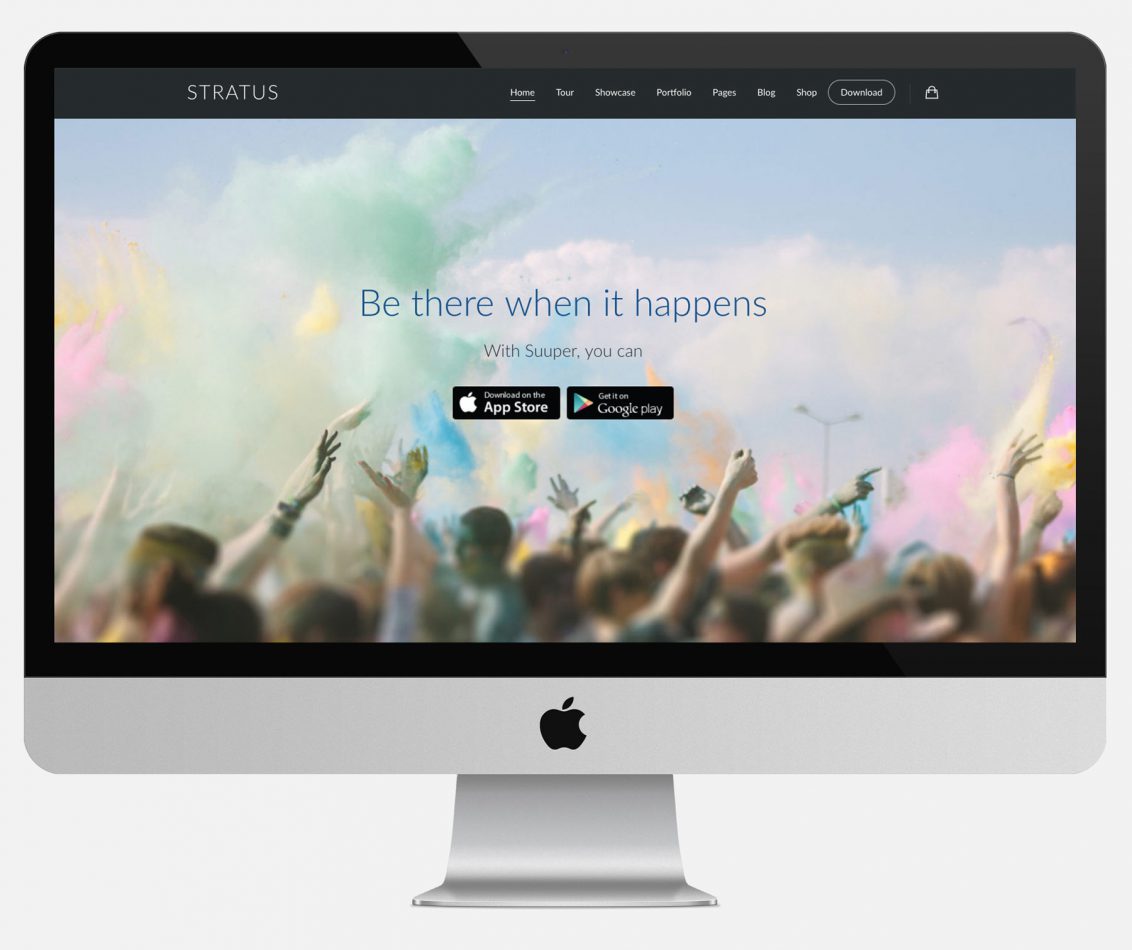 STRATUS
Home Tour Showcase Portfolio Pages Blog Shop Download
Be there when it happens
With Suuper, you can
Download on the
App Store
Get it on
Google play